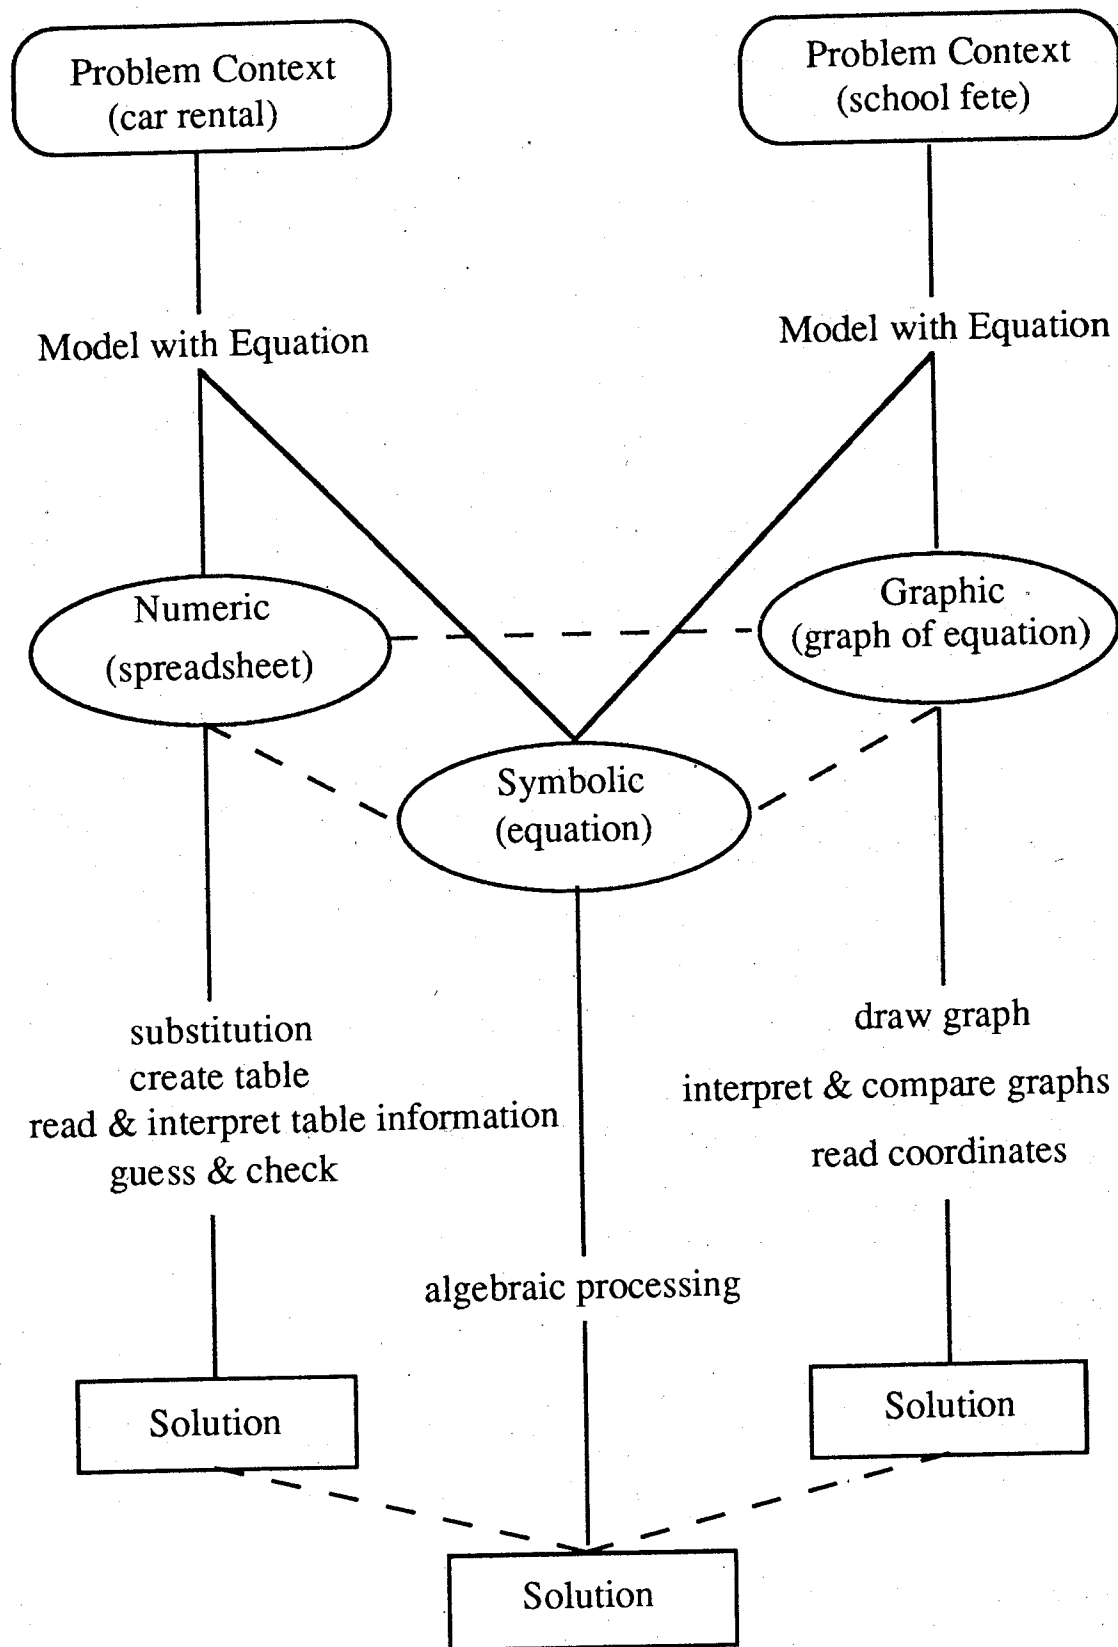 Problem Context
(car rental)
Problem Context
(school fete)
Model with Equation
Model with Equation
Numeric
(spreadsheet)
Graphic
(graph of equation)
Symbolic
(equation)
substitution
create table
read & interpret table information
guess & check
draw graph
interpret & compare graphs
read coordinates
algebraic processing
Solution
Solution
Solution